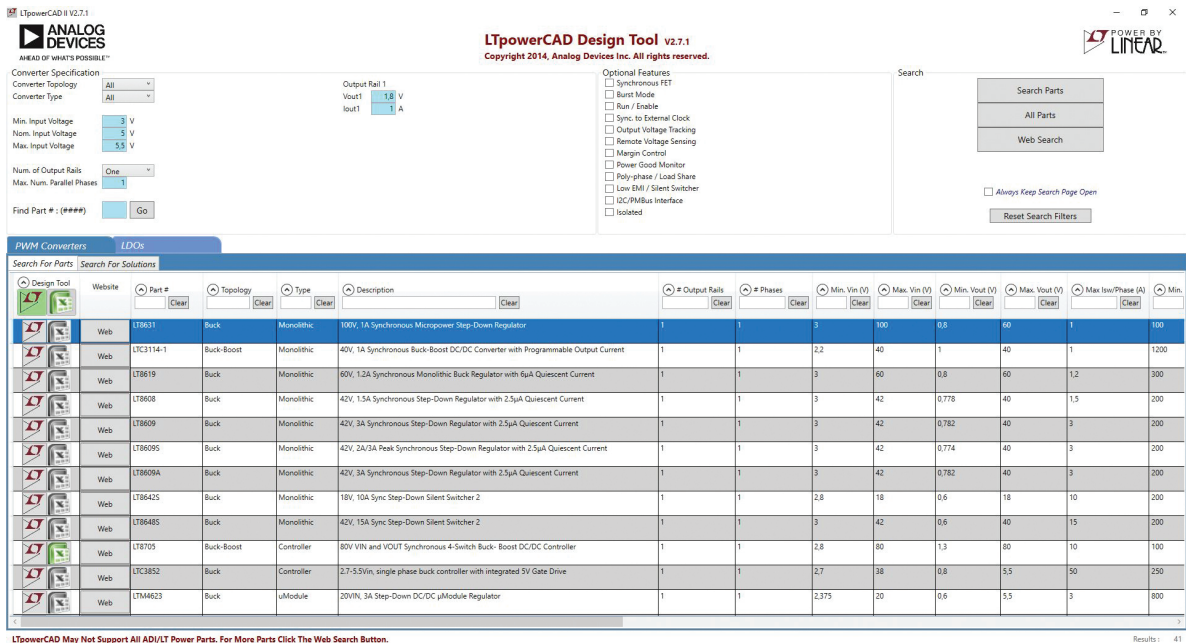 LTpowerCAD II V2.7.1
ANALOG
DEVICES
AHEAD OF WHAT'S POSSIBLE™
LTpowerCAD Design Tool V2.7.1
Copyright 2014, Analog Devices Inc. All rights reserved.
POWER BY
LINEAR
Converter Specification
Converter Topology All
Converter Type All
Min. Input Voltage 3 V
Nom. Input Voltage 5 V
Max. Input Voltage 5,5 V
Num. of Output Rails One
Max. Num. Parallel Phases 1
Find Part # : (####) Go
Output Rail 1
Vout1 1,8 V
Iout1 1 A
Optional Features
Synchronous FET
Burst Mode
Run / Enable
Sync. to External Clock
Output Voltage Tracking
Remote Voltage Sensing
Margin Control
Power Good Monitor
Poly-phase / Load Share
Low EMI / Silent Switcher
I2C/PMBus Interface
Isolated
Search
Search Parts
All Parts
Web Search
Always Keep Search Page Open
Reset Search Filters
PWM Converters LDOs
Search For Parts Search For Solutions
Design Tool Website Part # Topology Type Description # Output Rails # Phases Min. Vin (V) Max. Vin (V) Min. Vout (V) Max. Vout (V) Max Isw/Phase (A) Min.
Clear Clear Clear Clear Clear Clear Clear Clear Clear Clear Clear
Web LT8631 Buck Monolithic 100V, 1A Synchronous Micropower Step-Down Regulator 1 1 3 100 0,8 60 1 100
Web LTC3114-1 Buck-Boost Monolithic 40V, 1A Synchronous Buck-Boost DC/DC Converter with Programmable Output Current 1 1 2,2 40 1 40 1 1200
Web LT8619 Buck Monolithic 60V, 1.2A Synchronous Monolithic Buck Regulator with 6µA Quiescent Current 1 1 3 60 0,8 60 1,2 300
Web LT8608 Buck Monolithic 42V, 1.5A Synchronous Step-Down Regulator with 2.5µA Quiescent Current 1 1 3 42 0,778 40 1,5 200
Web LT8609 Buck Monolithic 42V, 3A Synchronous Step-Down Regulator with 2.5µA Quiescent Current 1 1 3 42 0,782 40 3 200
Web LT8609S Buck Monolithic 42V, 2A/3A Peak Synchronous Step-Down Regulator with 2.5µA Quiescent Current 1 1 3 42 0,774 40 3 200
Web LT8609A Buck Monolithic 42V, 3A Synchronous Step-Down Regulator with 2.5µA Quiescent Current 1 1 3 42 0,782 40 3 200
Web LT8642S Buck Monolithic 18V, 10A Sync Step-Down Silent Switcher 2 1 1 2,8 18 0,6 18 10 200
Web LT8648S Buck Monolithic 42V, 15A Sync Step-Down Silent Switcher 2 1 1 3 42 0,6 40 15 200
Web LT8705 Buck-Boost Controller 80V VIN and VOUT Synchronous 4-Switch Buck- Boost DC/DC Controller 1 1 2,8 80 1,3 80 10 100
Web LTC3852 Buck Controller 2.7-5.5Vin, single phase buck controller with integrated 5V Gate Drive 1 1 2,7 38 0,8 5,5 50 250
Web LTM4623 Buck uModule 20VIN, 3A Step-Down DC/DC µModule Regulator 1 1 2,375 20 0,6 5,5 3 800
LTpowerCAD May Not Support All ADI/LT Power Parts. For More Parts Click The Web Search Button.
Results : 41